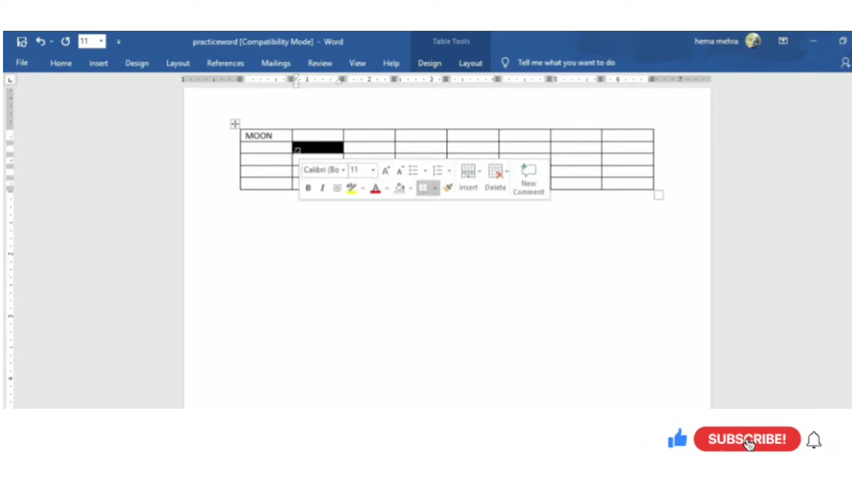 11 practiceword [Compatibility Mode] - Word Table Tools hema mehra
File Home Insert Design Layout References Mailings Review View Help Design Layout Tell me what you want to do
MOON
Calibri (Bo 11 A A
B I A Insert Delete New Comment
SUBSCRIBE!